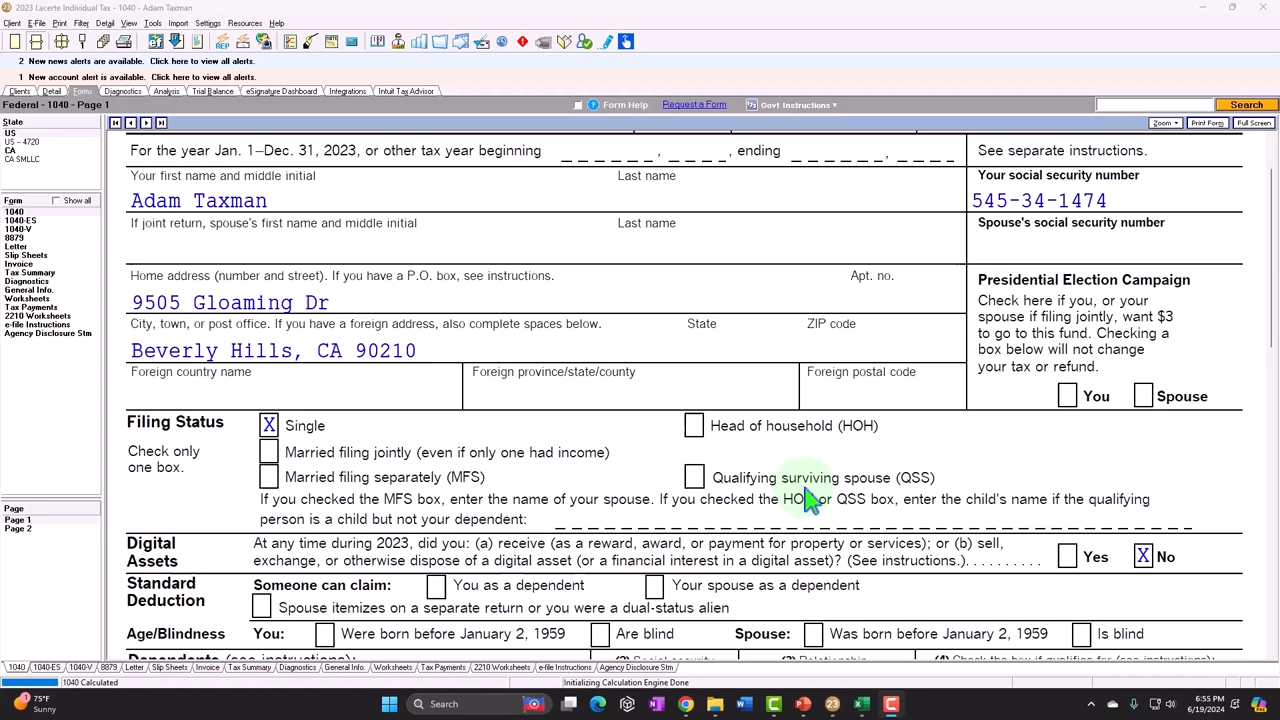 2023 Lacerte Individual Tax - 1040 - Adam Taxman
Client E-File Print Filter Detail View Tools Import Settings Resources Help
REP
2 New news alerts are available. Click here to view all alerts.
1 New account alert is available. Click here to view all alerts.
Clients Detail Forms Diagnostics Analysis Trial Balance eSignature Dashboard Integrations Intuit Tax Advisor
Federal - 1040 - Page 1 ? Form Help Request a Form Govt Instructions Search
State Zoom Print Form Full Screen
US
US - 4720
CA
CA SMLLC
Form Show all
1040
1040-ES
1040-V
8879
Letter
Slip Sheets
Invoice
Tax Summary
Diagnostics
General Info.
Worksheets
Tax Payments
2210 Worksheets
e-file Instructions
Agency Disclosure Stm
Page
Page 1
Page 2
For the year Jan. 1–Dec. 31, 2023, or other tax year beginning , , ending , See separate instructions.
Your first name and middle initial Last name Your social security number
Adam Taxman 545-34-1474
If joint return, spouse's first name and middle initial Last name Spouse's social security number
Home address (number and street). If you have a P.O. box, see instructions. Apt. no.
9505 Gloaming Dr
City, town, or post office. If you have a foreign address, also complete spaces below. State ZIP code
Beverly Hills, CA 90210
Foreign country name Foreign province/state/county Foreign postal code
Presidential Election Campaign
Check here if you, or your
spouse if filing jointly, want $3
to go to this fund. Checking a
box below will not change
your tax or refund.
You Spouse
Filing Status X Single Head of household (HOH)
Check only
one box.
Married filing jointly (even if only one had income)
Married filing separately (MFS) Qualifying surviving spouse (QSS)
If you checked the MFS box, enter the name of your spouse. If you checked the HOH or QSS box, enter the child's name if the qualifying
person is a child but not your dependent:
Digital
Assets
At any time during 2023, did you: (a) receive (as a reward, award, or payment for property or services); or (b) sell,
exchange, or otherwise dispose of a digital asset (or a financial interest in a digital asset)? (See instructions.). . . . . . . . . . Yes X No
Standard
Deduction
Someone can claim: You as a dependent Your spouse as a dependent
Spouse itemizes on a separate return or you were a dual-status alien
Age/Blindness You: Were born before January 2, 1959 Are blind Spouse: Was born before January 2, 1959 Is blind
Dependents (see instructions): (2) Social security (3) Relationship (4) Check the box if qualifies for (see instructions):
1040 1040-ES 1040-V 8879 Letter Slip Sheets Invoice Tax Summary Diagnostics General Info. Worksheets Tax Payments 2210 Worksheets e-file Instructions Agency Disclosure Stm
1040 Calculated Initializing Calculation Engine Done
75°F
Sunny
Search
23
6:55 PM
6/19/2024